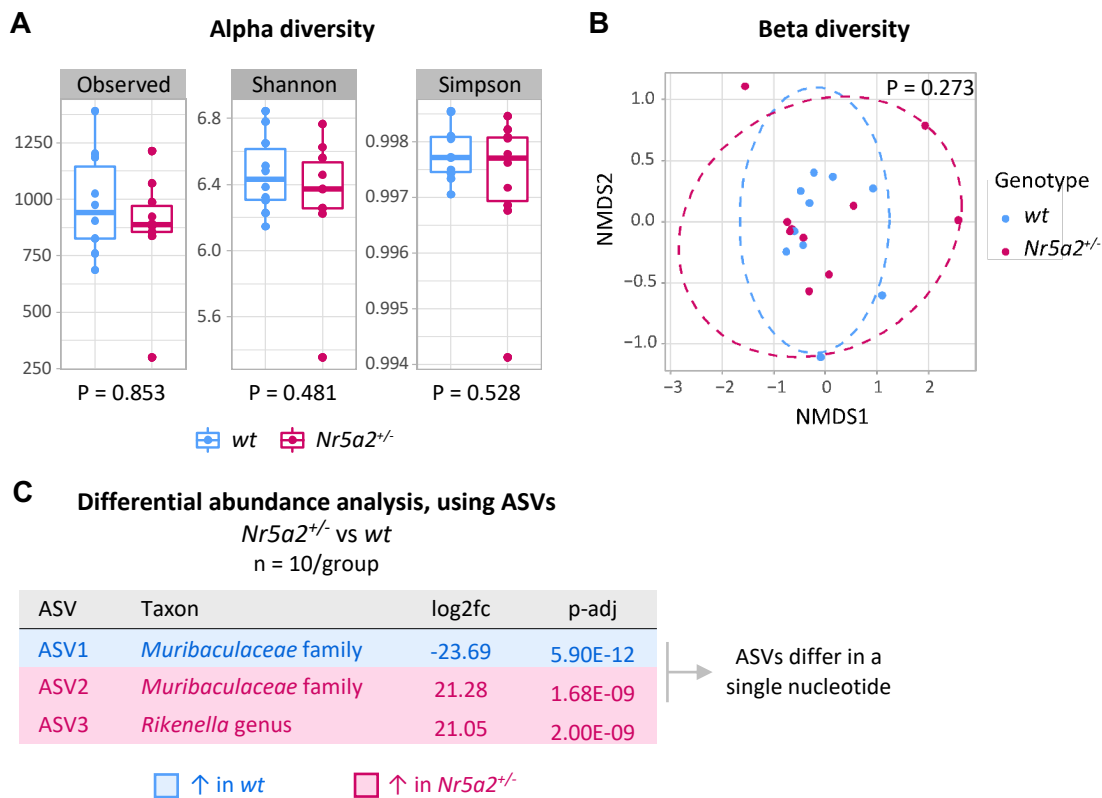 A
Alpha diversity
Observed
Shannon
Simpson
1250
1000
750
500
250
6.8
6.4
6.0
5.6
0.998
0.997
0.996
0.995
0.994
P = 0.853
P = 0.481
P = 0.528
wt
Nr5a2+/-
B
Beta diversity
P = 0.273
NMDS2
1.0
0.5
0.0
−0.5
−1.0
−3 −2 −1 0 1 2
NMDS1
Genotype
wt
Nr5a2+/-
C
Differential abundance analysis, using ASVs
Nr5a2+/- vs wt
n = 10/group
ASV Taxon log2fc p-adj
ASV1 Muribaculaceae family -23.69 5.90E-12
ASV2 Muribaculaceae family 21.28 1.68E-09
ASV3 Rikenella genus 21.05 2.00E-09
ASVs differ in a
single nucleotide
↑ in wt
↑ in Nr5a2+/-